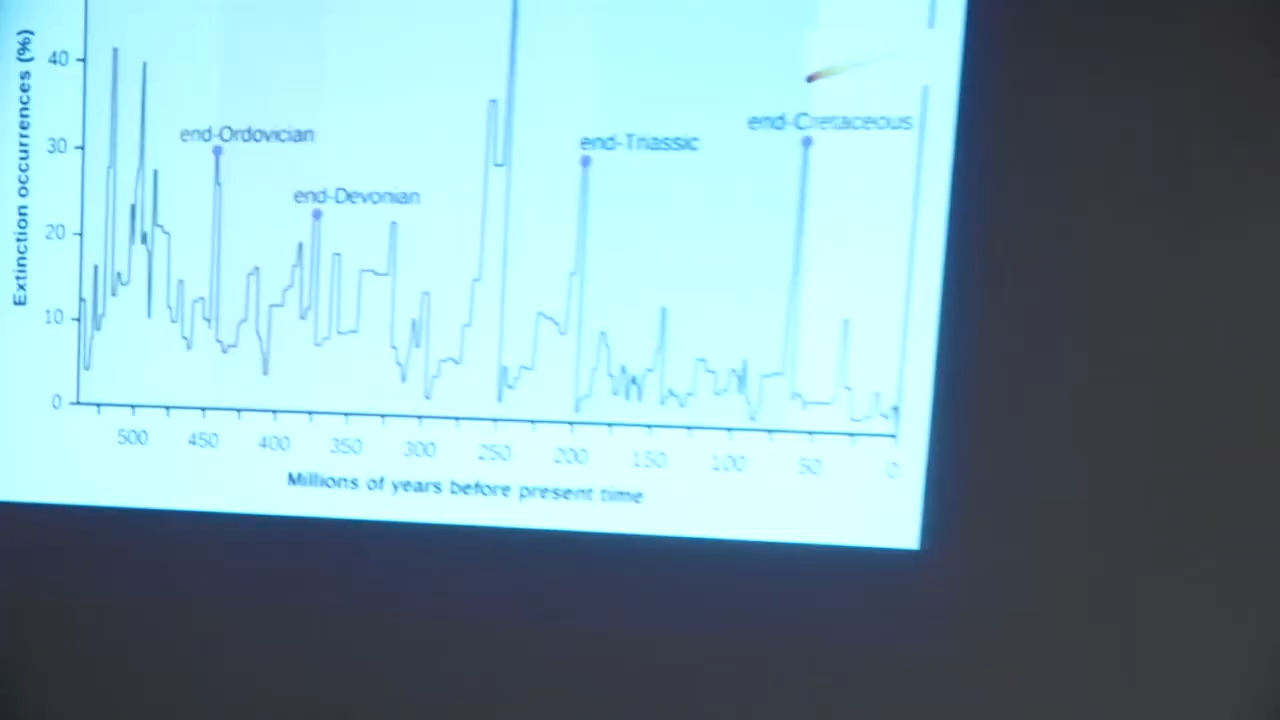 Extinction occurrences (%)
40
30
20
10
0
end-Ordovician
end-Devonian
end-Triassic
end-Cretaceous
500 450 400 350 300 250 200 150 100 50 0
Millions of years before present time